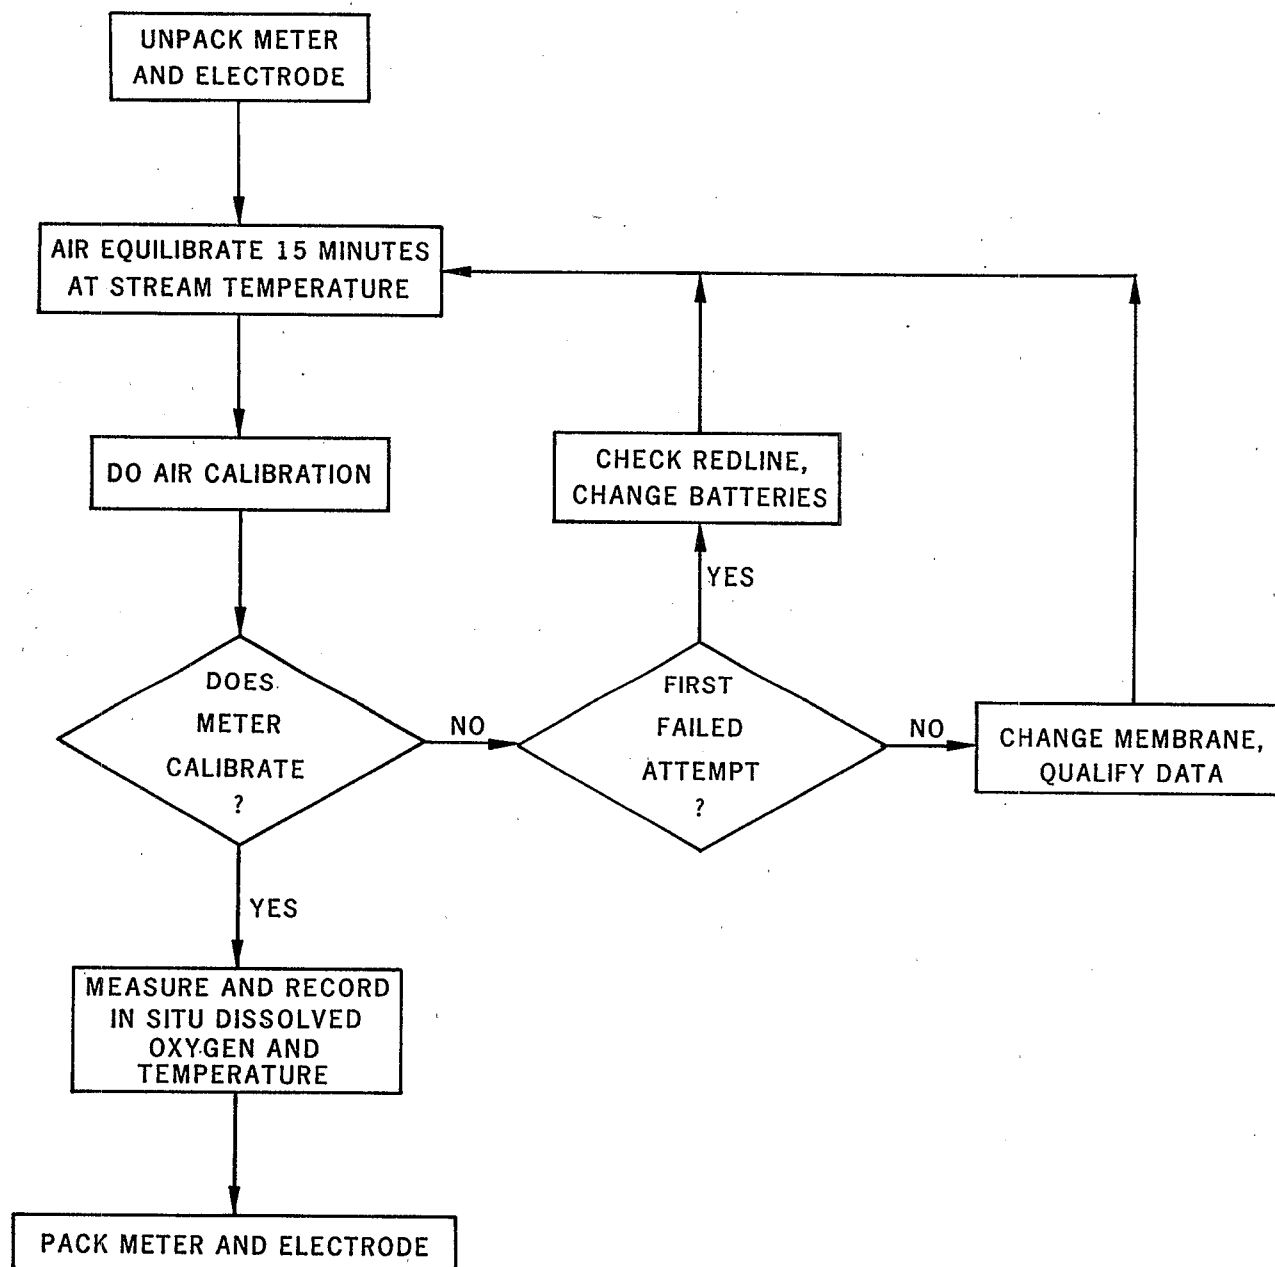 UNPACK METER
AND ELECTRODE
AIR EQUILIBRATE 15 MINUTES
AT STREAM TEMPERATURE
DO AIR CALIBRATION
CHECK REDLINE,
CHANGE BATTERIES
YES
DOES
METER
CALIBRATE
?
NO
FIRST
FAILED
ATTEMPT
?
NO
CHANGE MEMBRANE,
QUALIFY DATA
YES
MEASURE AND RECORD
IN SITU DISSOLVED
OXYGEN AND
TEMPERATURE
PACK METER AND ELECTRODE